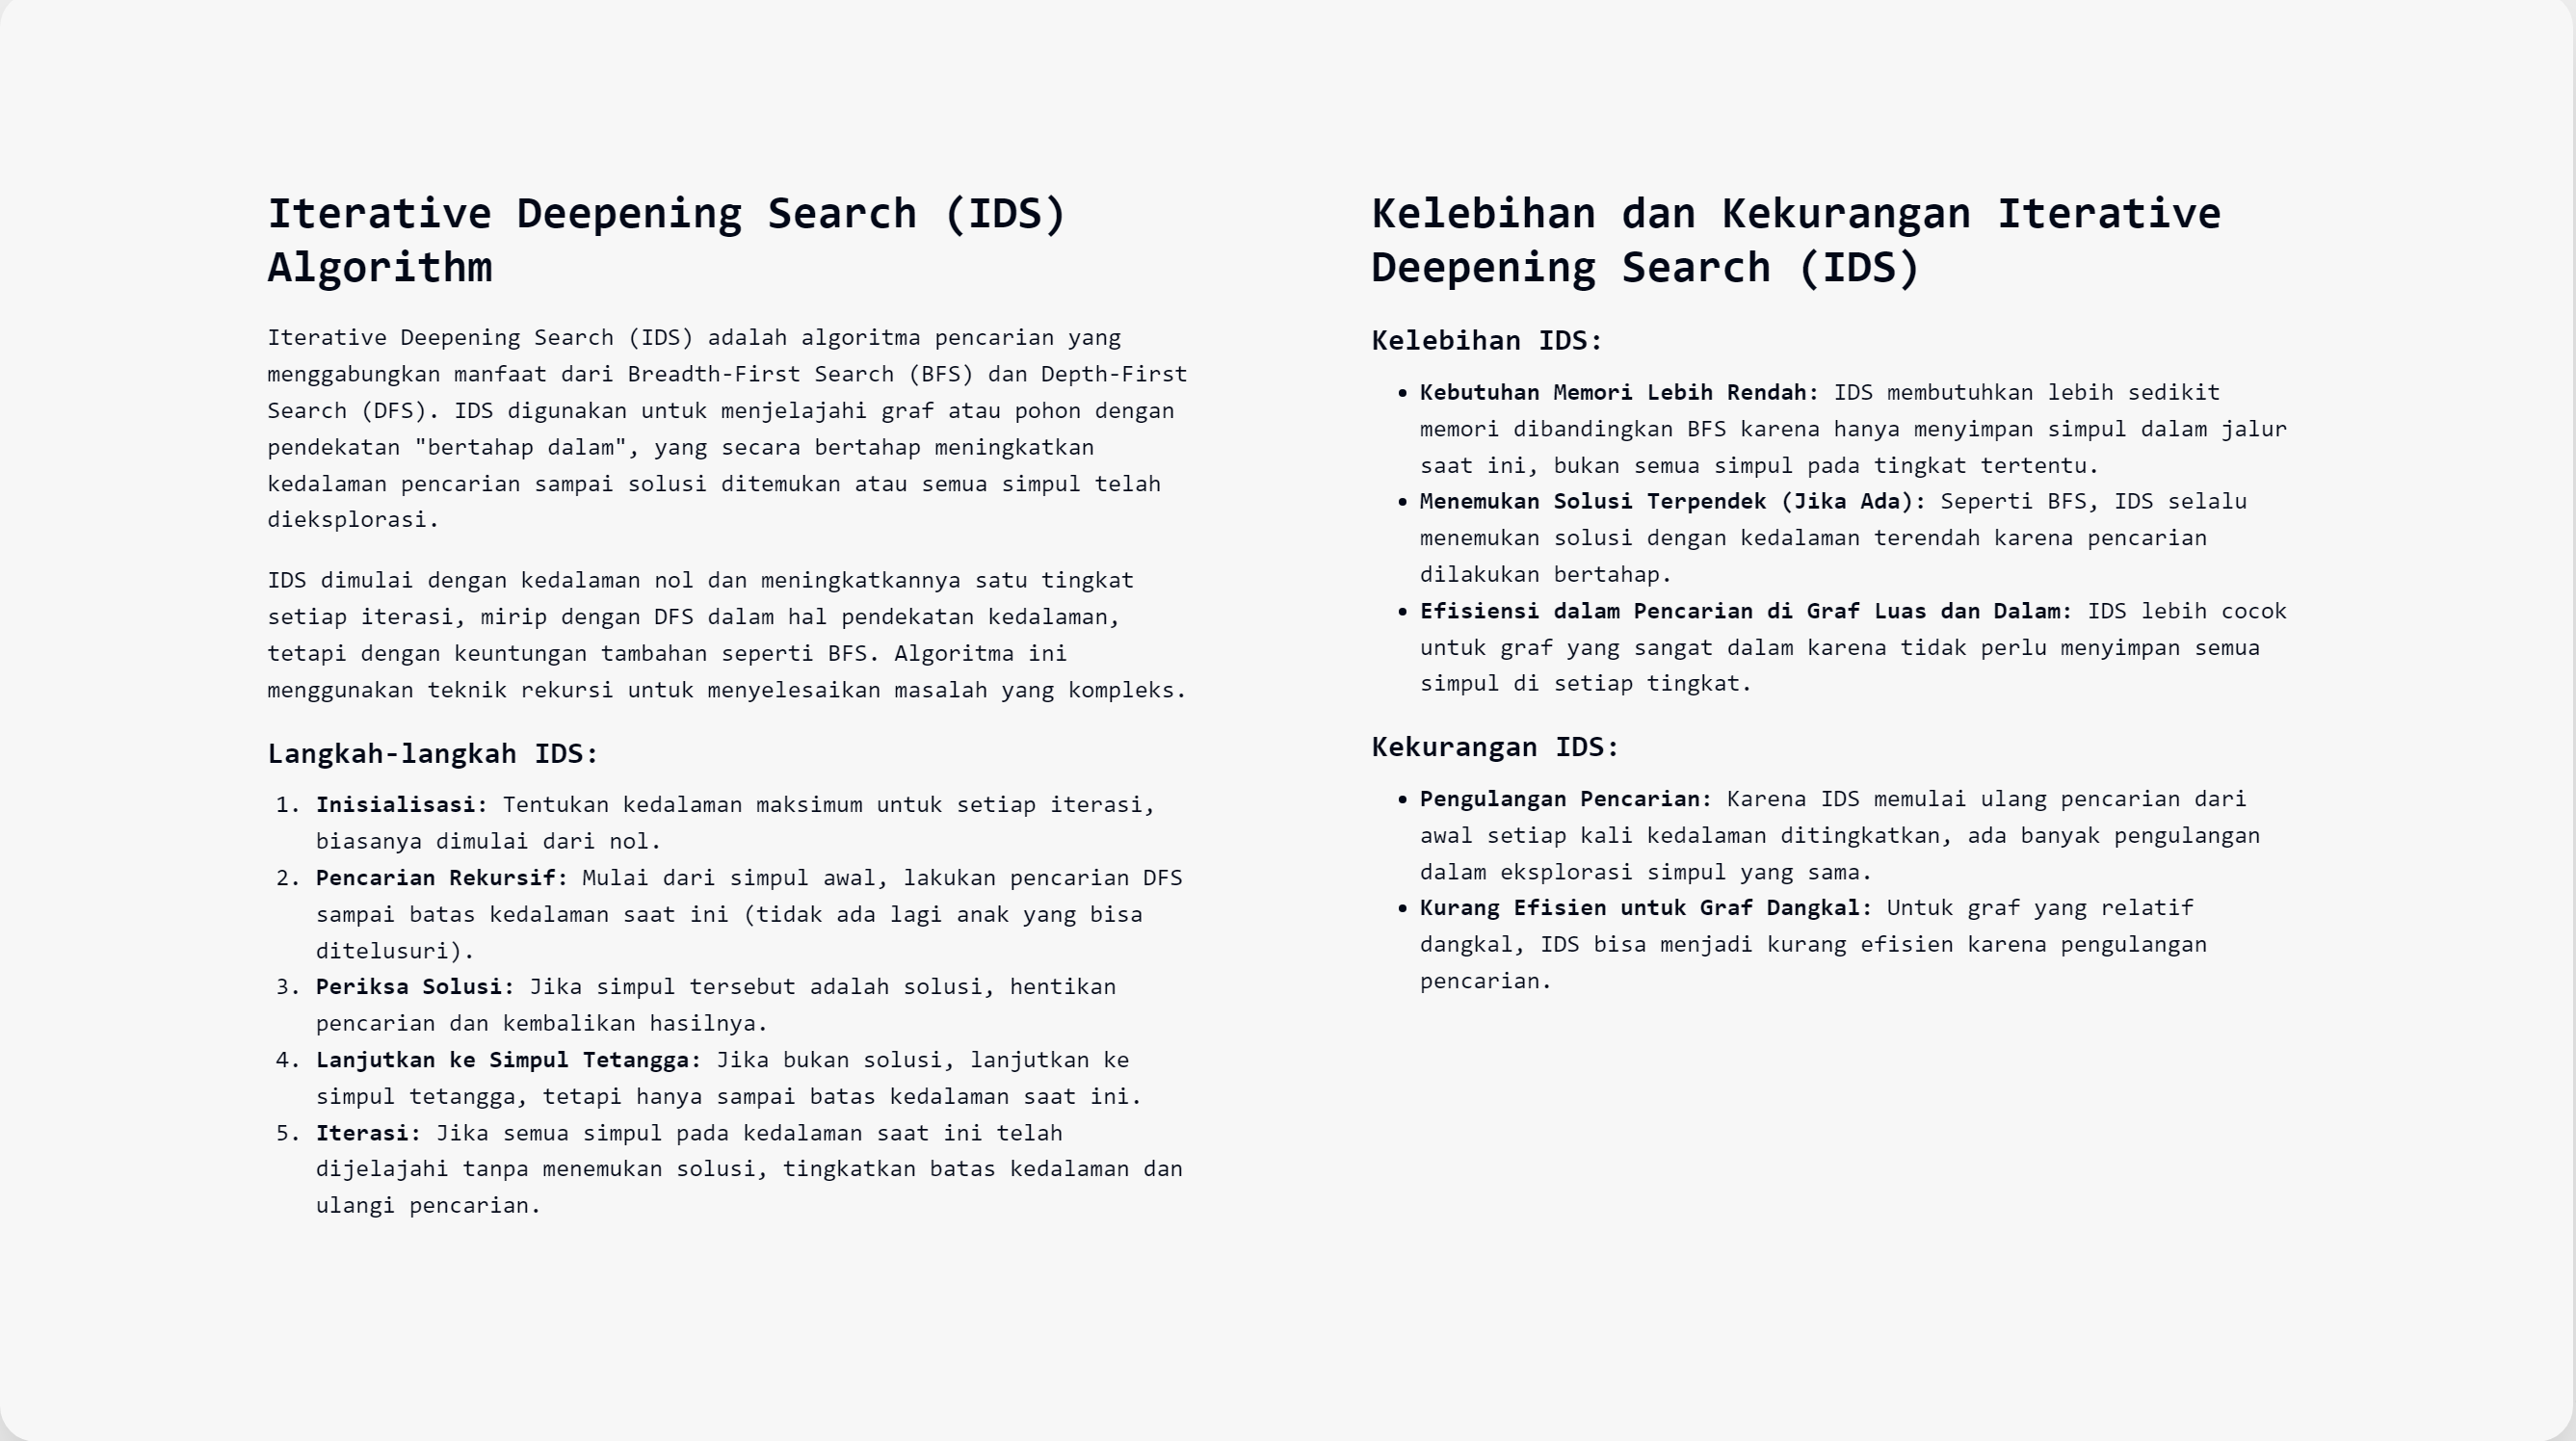 Iterative Deepening Search (IDS)
Algorithm
Iterative Deepening Search (IDS) adalah algoritma pencarian yang
menggabungkan manfaat dari Breadth-First Search (BFS) dan Depth-First
Search (DFS). IDS digunakan untuk menjelajahi graf atau pohon dengan
pendekatan "bertahap dalam", yang secara bertahap meningkatkan
kedalaman pencarian sampai solusi ditemukan atau semua simpul telah
dieksplorasi.
IDS dimulai dengan kedalaman nol dan meningkatkannya satu tingkat
setiap iterasi, mirip dengan DFS dalam hal pendekatan kedalaman,
tetapi dengan keuntungan tambahan seperti BFS. Algoritma ini
menggunakan teknik rekursi untuk menyelesaikan masalah yang kompleks.
Langkah-langkah IDS:
1. Inisialisasi: Tentukan kedalaman maksimum untuk setiap iterasi,
biasanya dimulai dari nol.
2. Pencarian Rekursif: Mulai dari simpul awal, lakukan pencarian DFS
sampai batas kedalaman saat ini (tidak ada lagi anak yang bisa
ditelusuri).
3. Periksa Solusi: Jika simpul tersebut adalah solusi, hentikan
pencarian dan kembalikan hasilnya.
4. Lanjutkan ke Simpul Tetangga: Jika bukan solusi, lanjutkan ke
simpul tetangga, tetapi hanya sampai batas kedalaman saat ini.
5. Iterasi: Jika semua simpul pada kedalaman saat ini telah
dijelajahi tanpa menemukan solusi, tingkatkan batas kedalaman dan
ulangi pencarian.
Kelebihan dan Kekurangan Iterative
Deepening Search (IDS)
Kelebihan IDS:
• Kebutuhan Memori Lebih Rendah: IDS membutuhkan lebih sedikit
memori dibandingkan BFS karena hanya menyimpan simpul dalam jalur
saat ini, bukan semua simpul pada tingkat tertentu.
• Menemukan Solusi Terpendek (Jika Ada): Seperti BFS, IDS selalu
menemukan solusi dengan kedalaman terendah karena pencarian
dilakukan bertahap.
• Efisiensi dalam Pencarian di Graf Luas dan Dalam: IDS lebih cocok
untuk graf yang sangat dalam karena tidak perlu menyimpan semua
simpul di setiap tingkat.
Kekurangan IDS:
• Pengulangan Pencarian: Karena IDS memulai ulang pencarian dari
awal setiap kali kedalaman ditingkatkan, ada banyak pengulangan
dalam eksplorasi simpul yang sama.
• Kurang Efisien untuk Graf Dangkal: Untuk graf yang relatif
dangkal, IDS bisa menjadi kurang efisien karena pengulangan
pencarian.